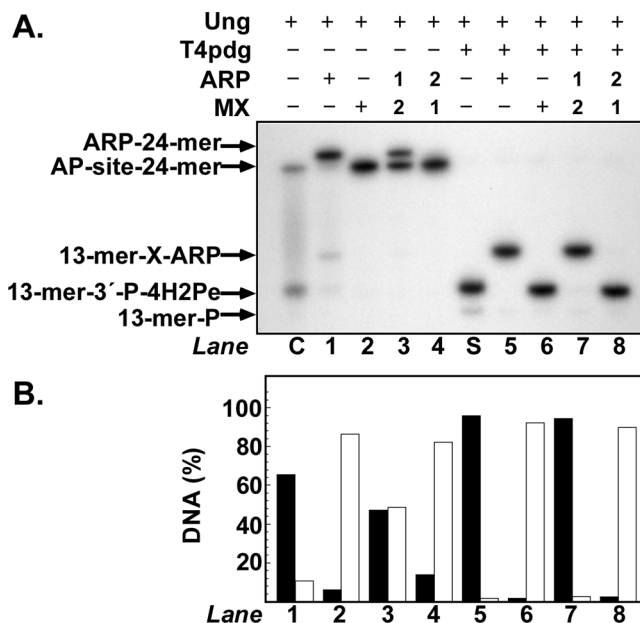 A.
Ung + + + + + + + + + +
T4pdg − − − − − + + + + +
ARP − + − 1 2 − + − 1 2
MX − − + 2 1 − − + 2 1
ARP-24-mer
AP-site-24-mer
13-mer-X-ARP
13-mer-3´-P-4H2Pe
13-mer-P
Lane C 1 2 3 4 S 5 6 7 8
B.
DNA (%)
100
80
60
40
20
Lane 1 2 3 4 5 6 7 8